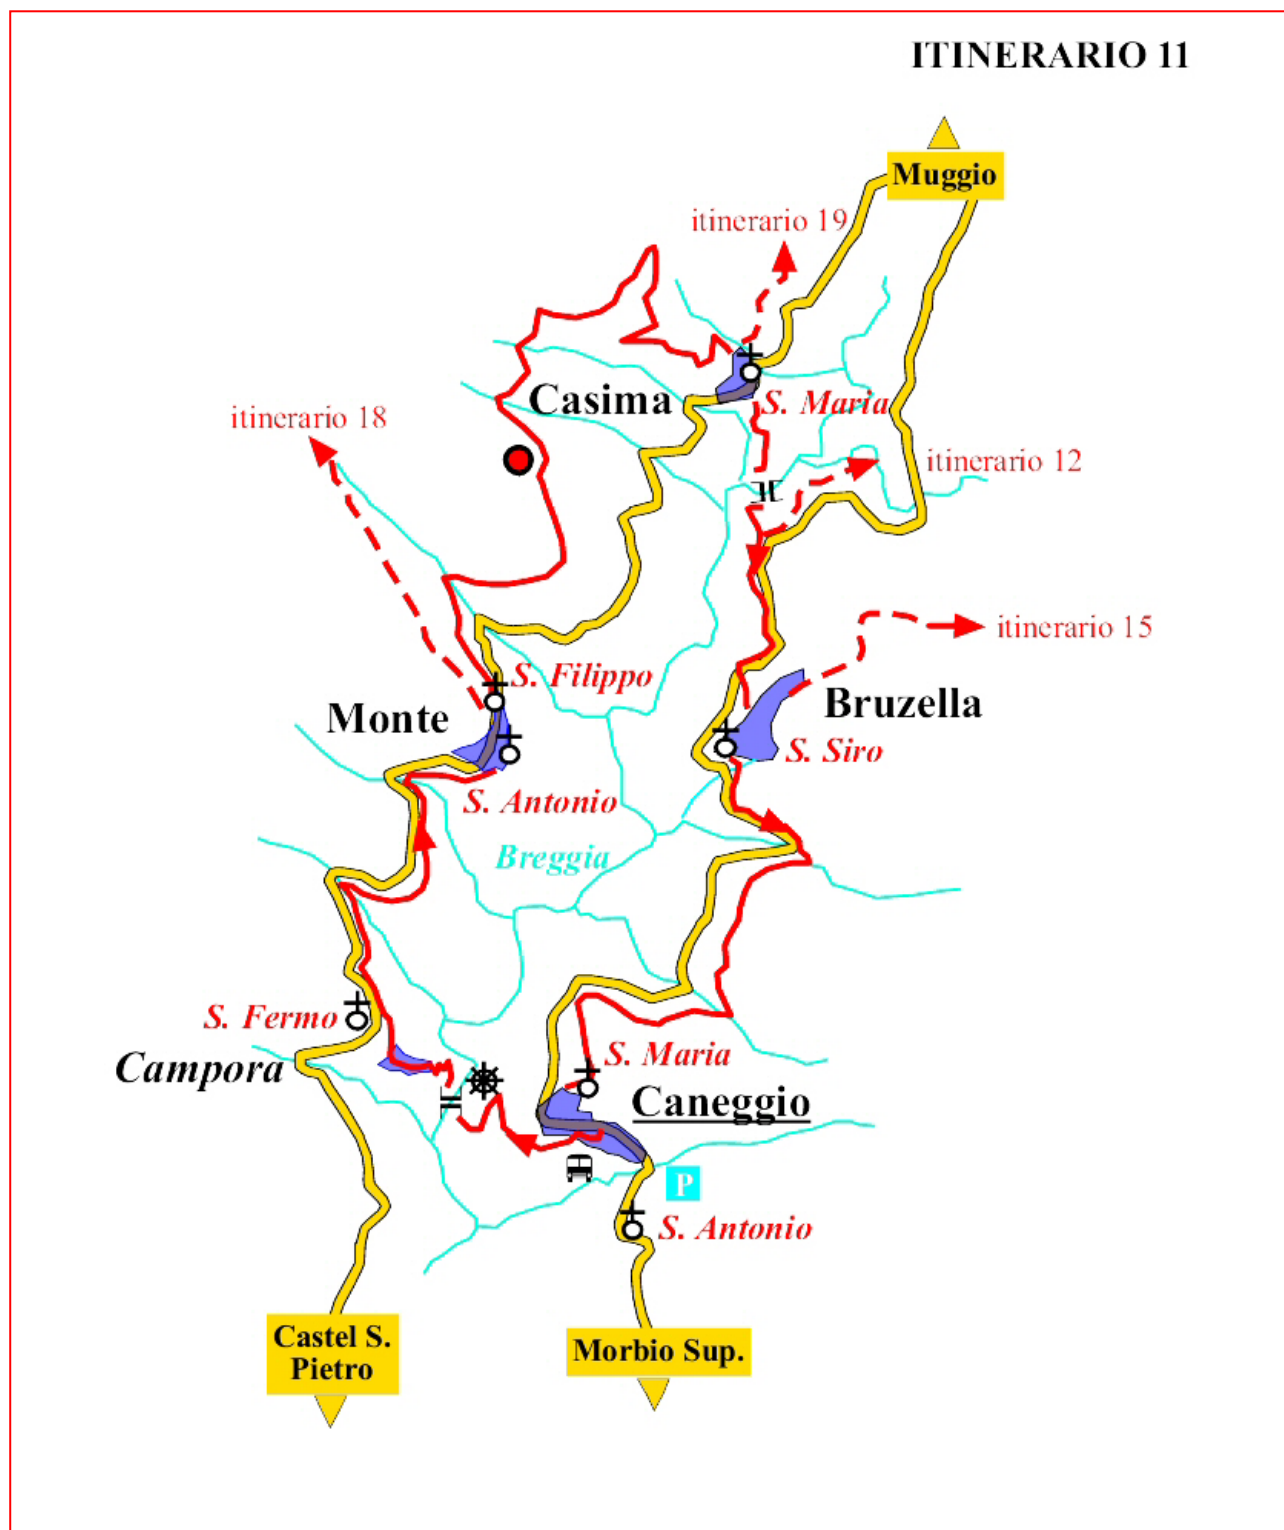 ITINERARIO 11
Muggio
itinerario 19
Casima
S. Maria
itinerario 18
itinerario 12
itinerario 15
S. Filippo
Monte
Bruzella
S. Siro
S. Antonio
Breggia
S. Fermo
Campora
S. Maria
Caneggio
P
S. Antonio
Castel S.
Pietro
Morbio Sup.